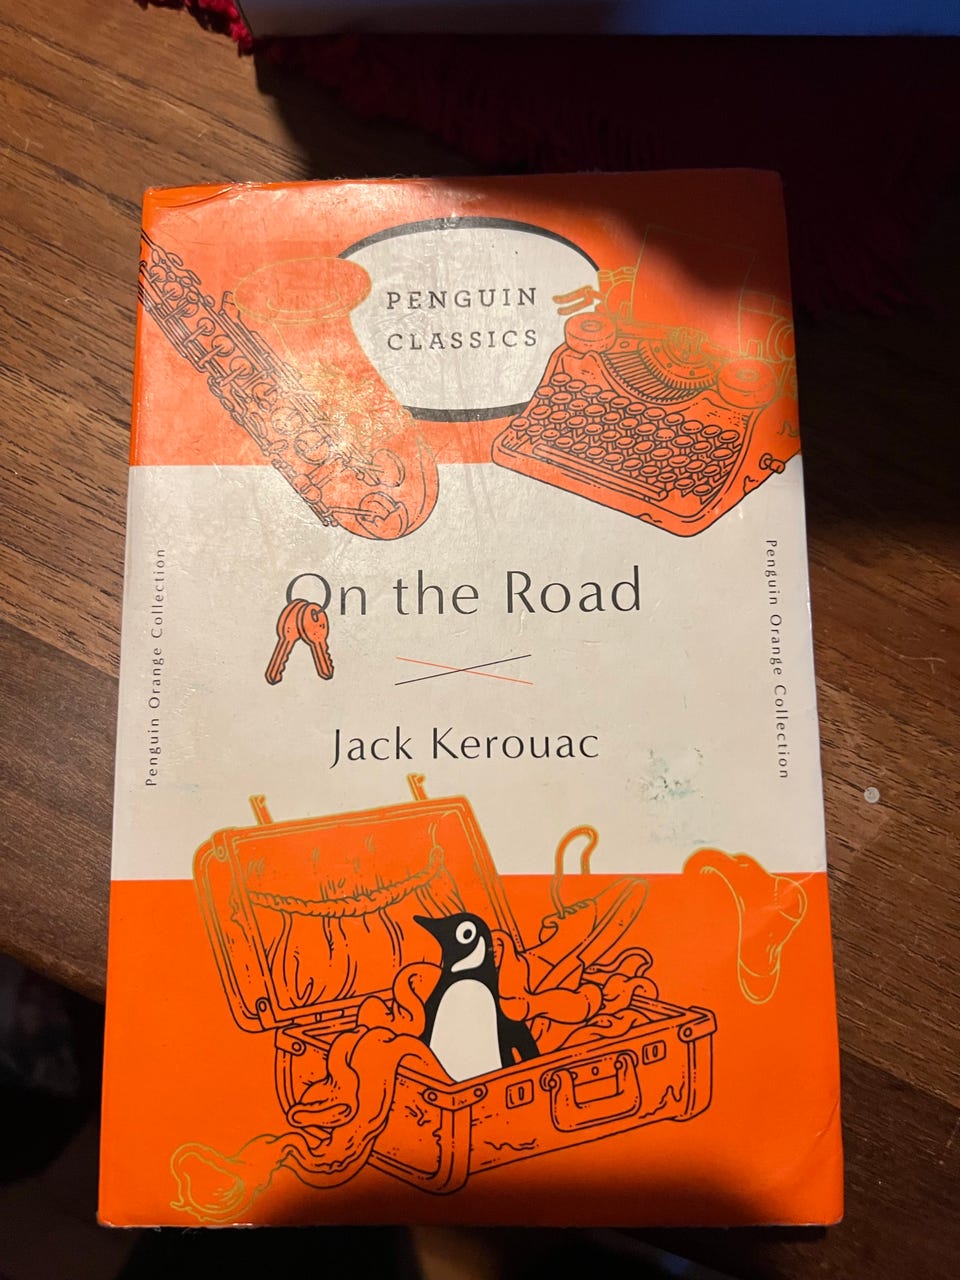 PENGUIN
CLASSICS
On the Road
Jack Kerouac
Penguin Orange Collection
Penguin Orange Collection